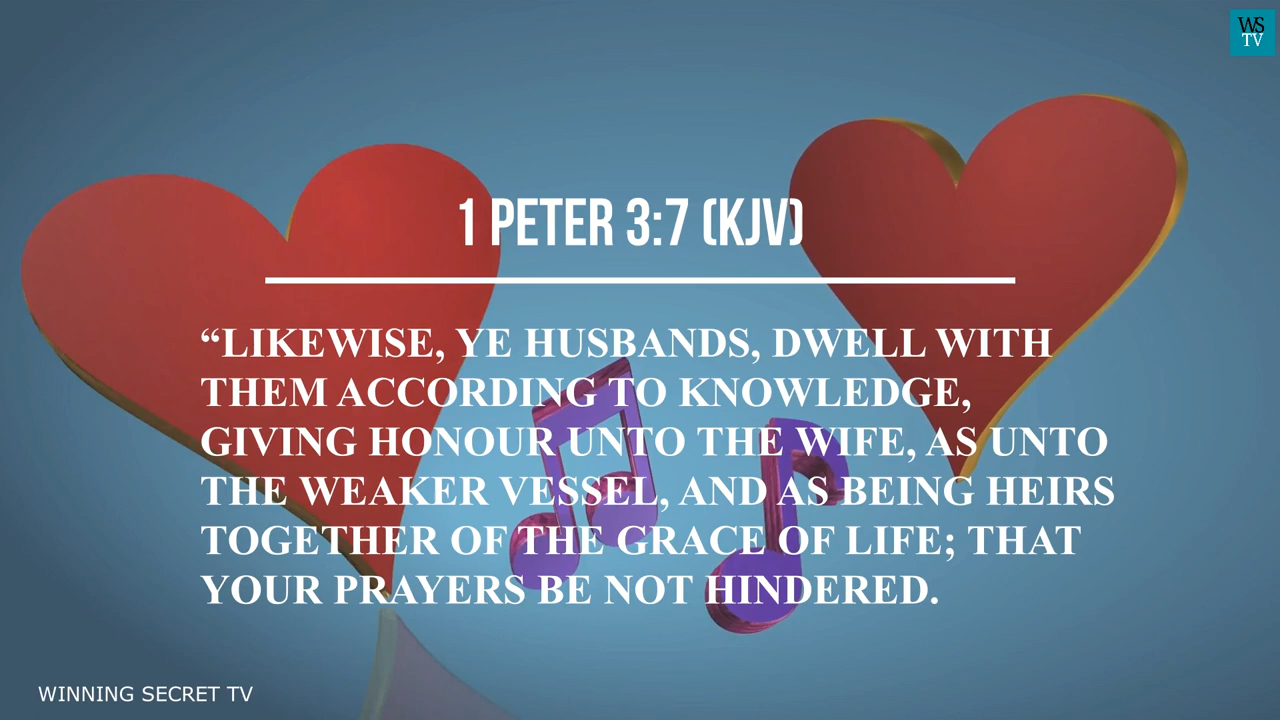 WS
TV
1 PETER 3:7 (KJV)
“LIKEWISE, YE HUSBANDS, DWELL WITH
THEM ACCORDING TO KNOWLEDGE,
GIVING HONOUR UNTO THE WIFE, AS UNTO
THE WEAKER VESSEL, AND AS BEING HEIRS
TOGETHER OF THE GRACE OF LIFE; THAT
YOUR PRAYERS BE NOT HINDERED.
WINNING SECRET TV